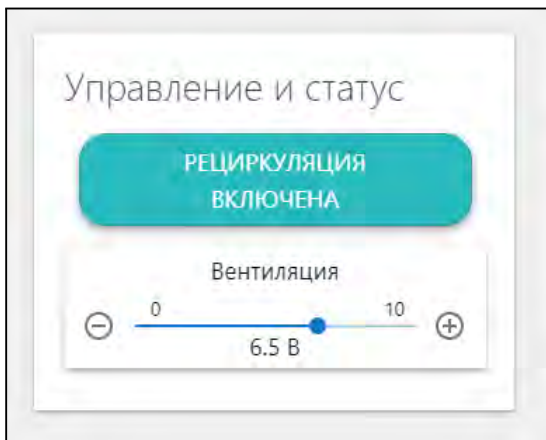 Управление и статус
РЕЦИРКУЛЯЦИЯ
ВКЛЮЧЕНА
Вентиляция
0 10
6.5 В